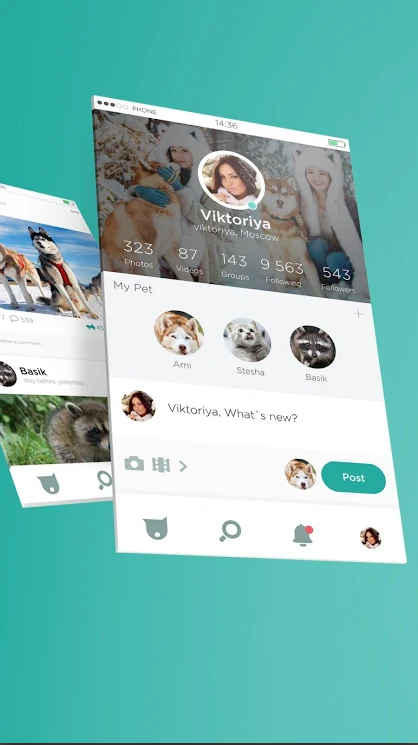 PHONE
14:36
Viktoriya
viktoriya, Moscow
323
Photos
87
Videos
143
Groups
9 563
Following
543
Followers
My Pet
+
Arni
Stesha
Basik
Viktoriya, What`s new?
Post
539
Basik
day before yesterday